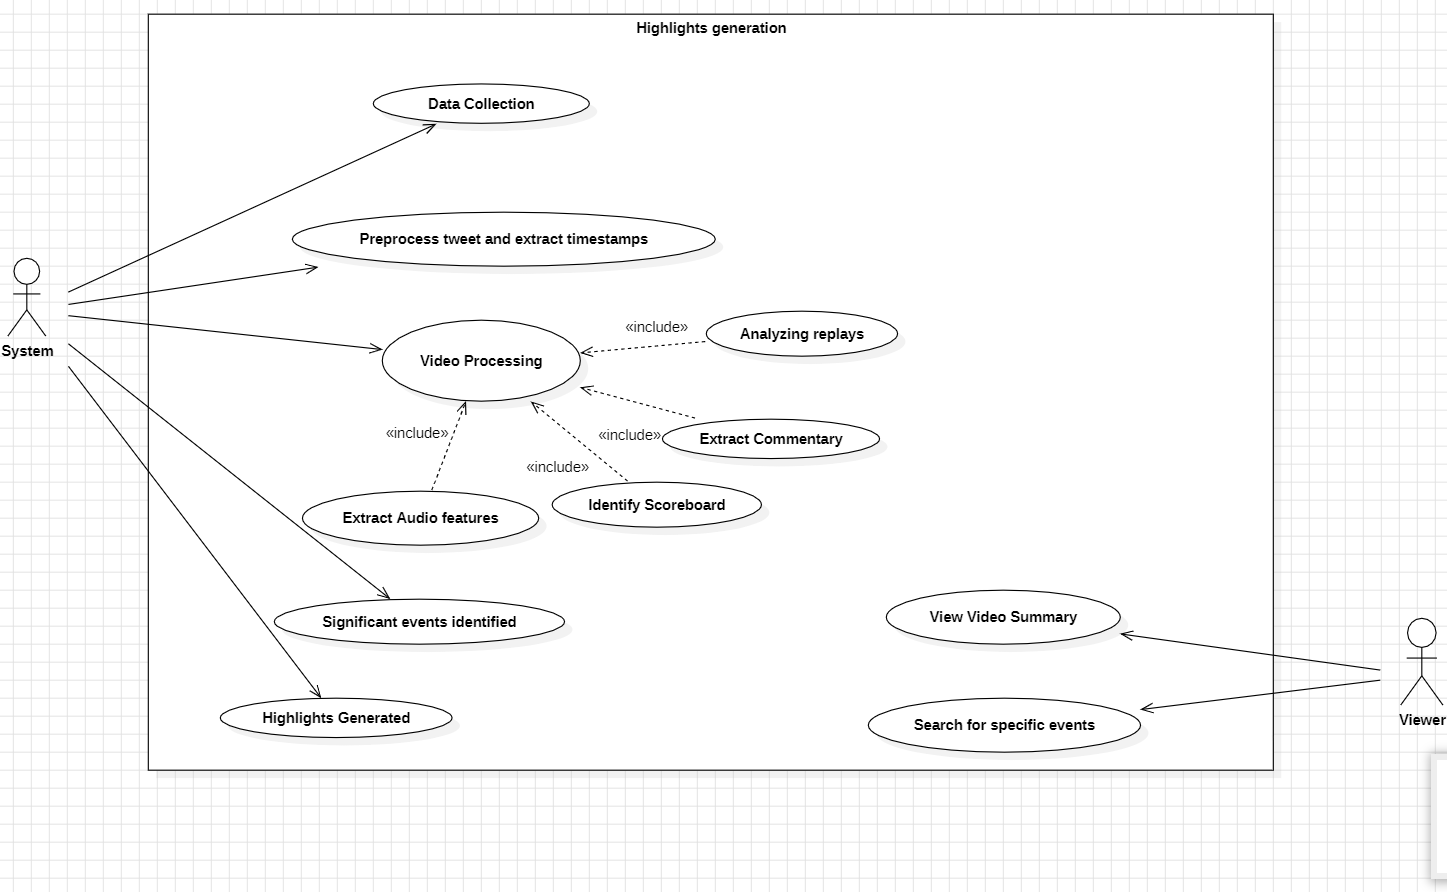 Highlights generation
Data Collection
Preprocess tweet and extract timestamps
System
Video Processing
«include»
Analyzing replays
«include»
«include»
Extract Commentary
«include»
Extract Audio features
Identify Scoreboard
Significant events identified
View Video Summary
Highlights Generated
Search for specific events
Viewer